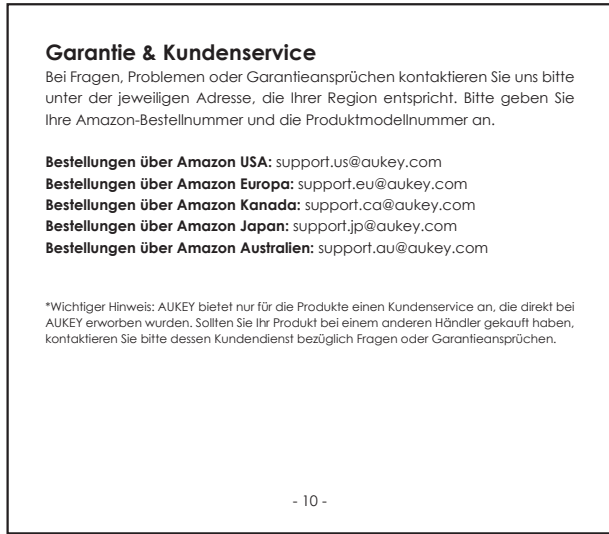 Garantie & Kundenservice
Bei Fragen, Problemen oder Garantieansprüchen kontaktieren Sie uns bitte
unter der jeweiligen Adresse, die Ihrer Region entspricht. Bitte geben Sie
Ihre Amazon-Bestellnummer und die Produktmodellnummer an.
Bestellungen über Amazon USA: support.us@aukey.com
Bestellungen über Amazon Europa: support.eu@aukey.com
Bestellungen über Amazon Kanada: support.ca@aukey.com
Bestellungen über Amazon Japan: support.jp@aukey.com
Bestellungen über Amazon Australien: support.au@aukey.com
*Wichtiger Hinweis: AUKEY bietet nur für die Produkte einen Kundenservice an, die direkt bei
AUKEY erworben wurden. Sollten Sie Ihr Produkt bei einem anderen Händler gekauft haben,
kontaktieren Sie bitte dessen Kundendienst bezüglich Fragen oder Garantieansprüchen.
- 10 -